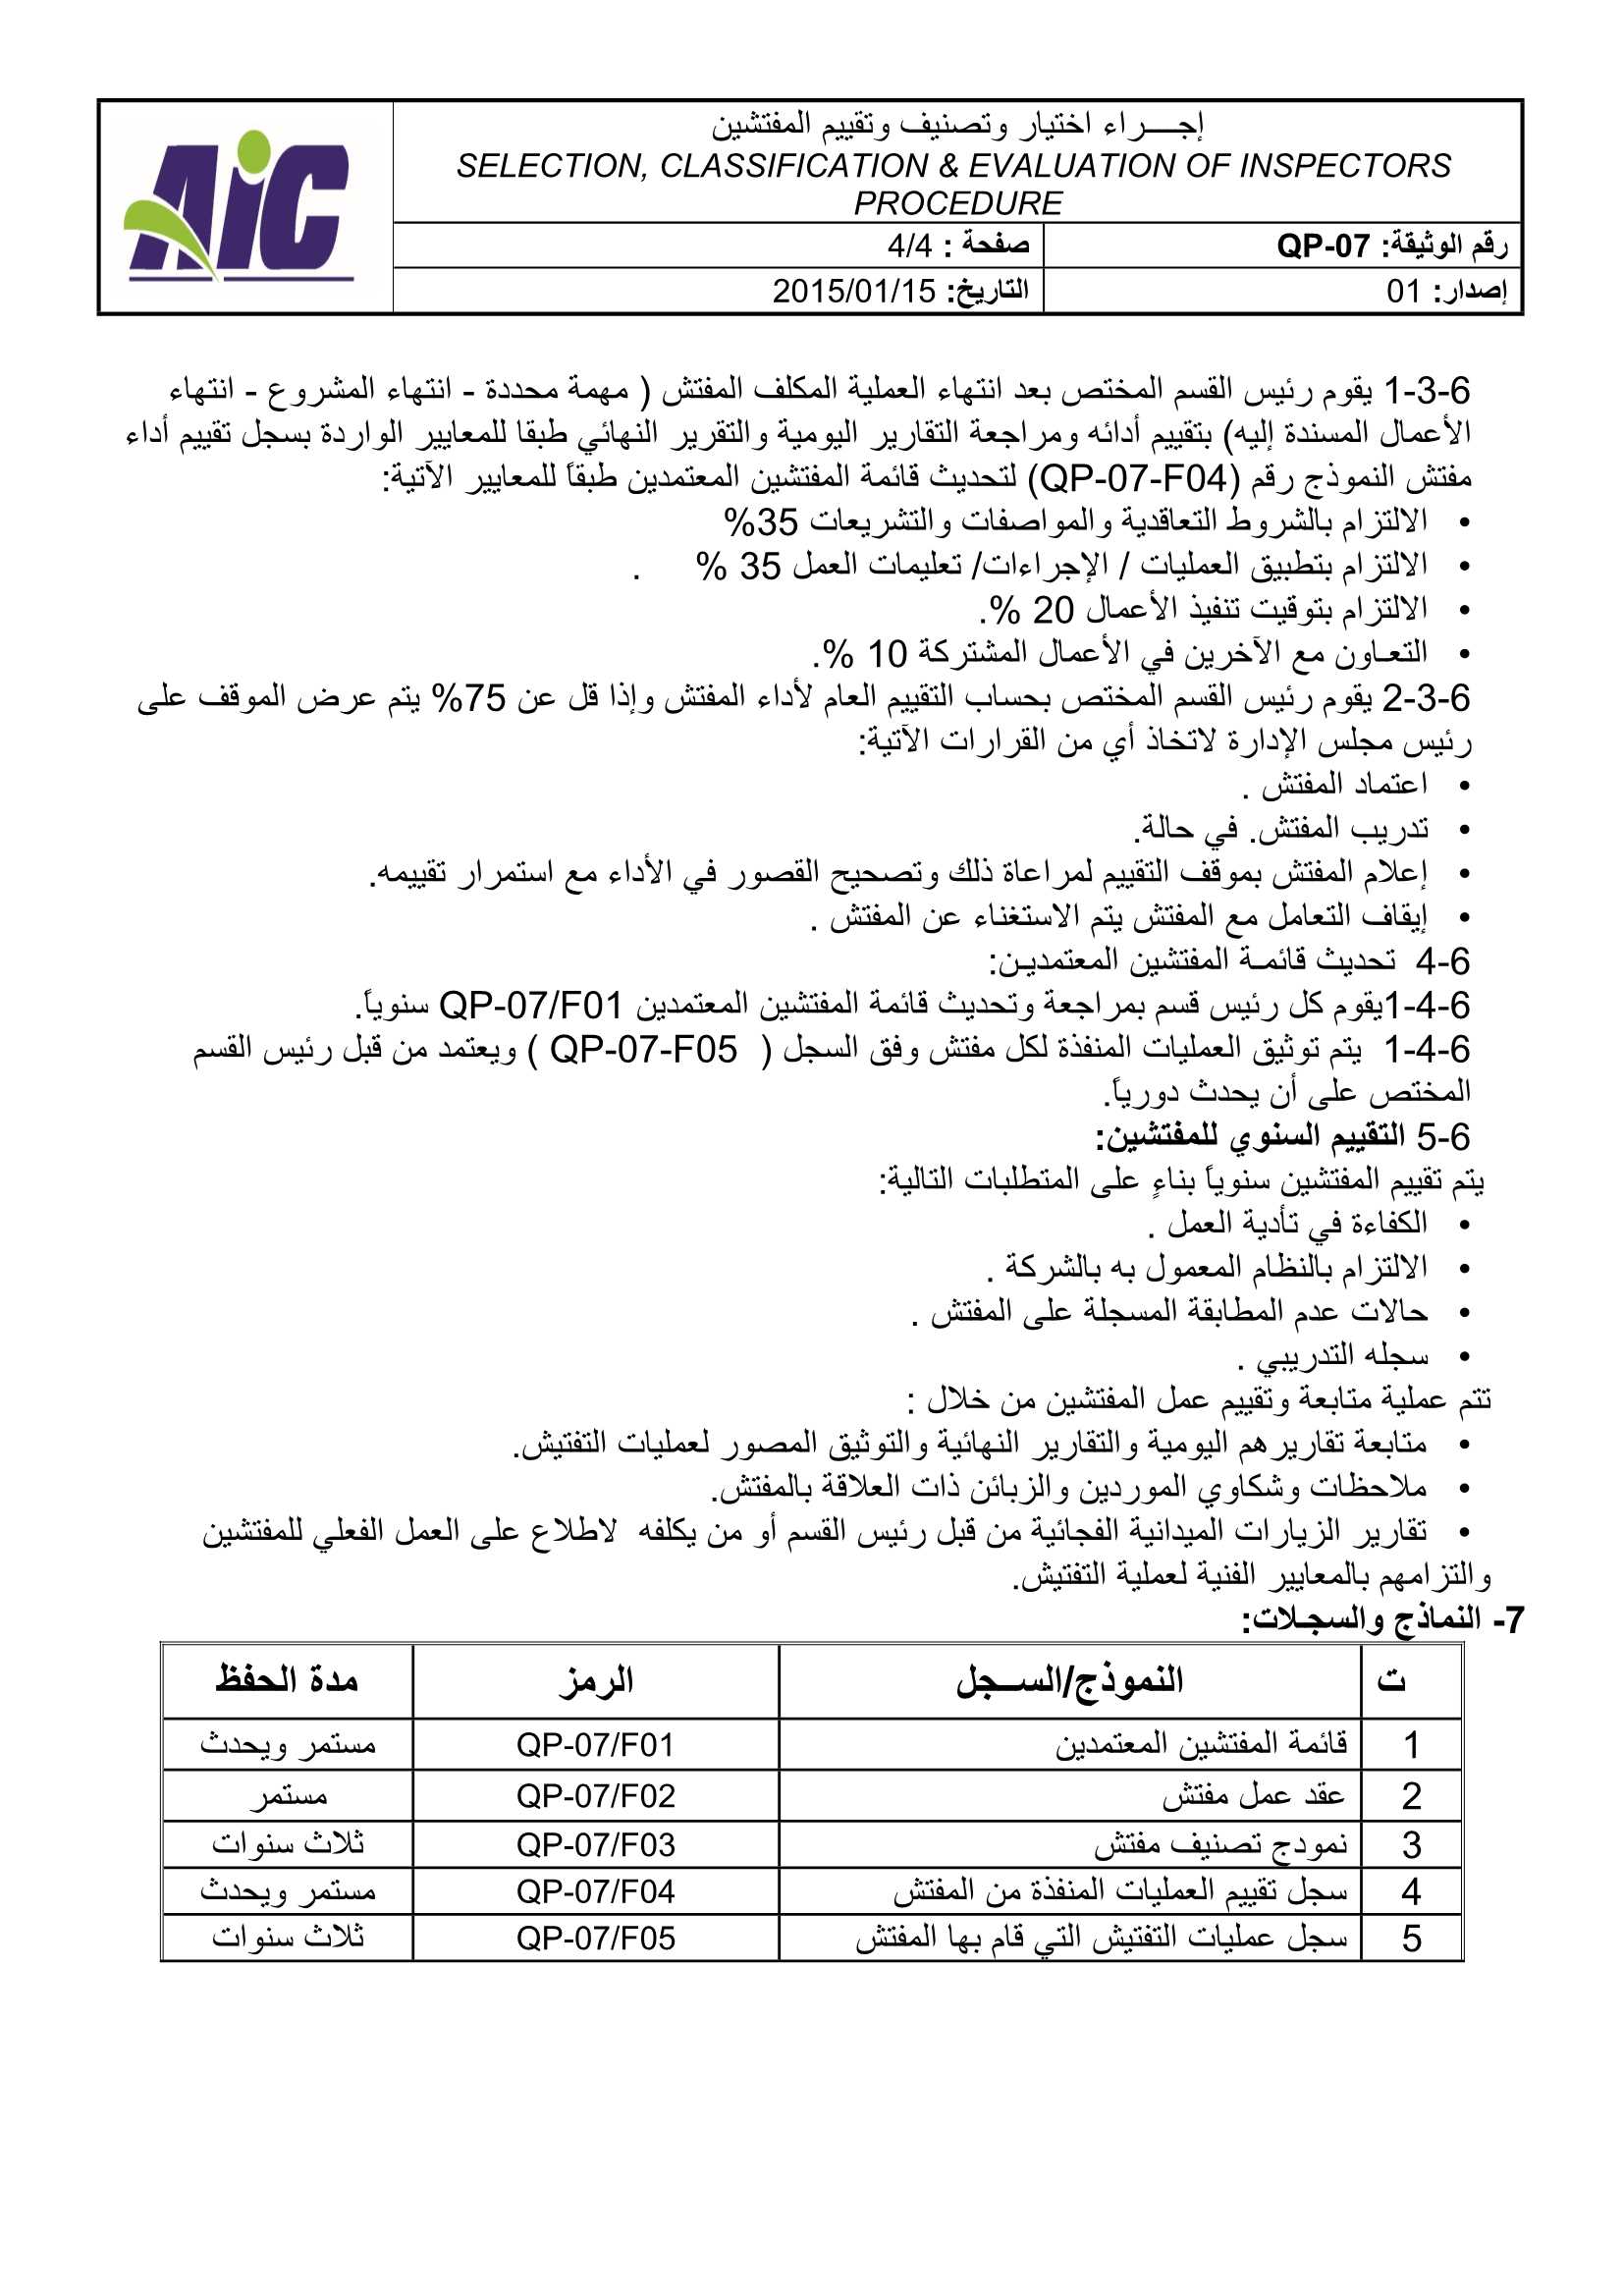 AiC
إجـــراء اختيار وتصنيف وتقييم المفتشين
SELECTION, CLASSIFICATION & EVALUATION OF INSPECTORS
PROCEDURE
رقم الوثيقة: QP-07
صفحة : 4/4
إصدار: 01
التاريخ: 2015/01/15
1-3-6 يقوم رئيس القسم المختص بعد انتهاء العملية المكلف المفتش ( مهمة محددة - انتهاء المشروع - انتهاء
الأعمال المسندة إليه) بتقييم أدائه ومراجعة التقارير اليومية والتقرير النهائي طبقا للمعايير الواردة بسجل تقييم أداء
مفتش النموذج رقم (QP-07-F04) لتحديث قائمة المفتشين المعتمدين طبقاً للمعايير الآتية:
• الالتزام بالشروط التعاقدية والمواصفات والتشريعات 35%
• الالتزام بتطبيق العمليات / الإجراءات/ تعليمات العمل 35 % .
• الالتزام بتوقيت تنفيذ الأعمال 20 %.
• التعـاون مع الآخرين في الأعمال المشتركة 10 %.
2-3-6 يقوم رئيس القسم المختص بحساب التقييم العام لأداء المفتش وإذا قل عن 75% يتم عرض الموقف على
رئيس مجلس الإدارة لاتخاذ أي من القرارات الآتية:
• اعتماد المفتش .
• تدريب المفتش. في حالة.
• إعلام المفتش بموقف التقييم لمراعاة ذلك وتصحيح القصور في الأداء مع استمرار تقييمه.
• إيقاف التعامل مع المفتش يتم الاستغناء عن المفتش .
4-6 تحديث قائمـة المفتشين المعتمديـن:
1-4-6يقوم كل رئيس قسم بمراجعة وتحديث قائمة المفتشين المعتمدين QP-07/F01 سنوياً.
1-4-6 يتم توثيق العمليات المنفذة لكل مفتش وفق السجل ( QP-07-F05 ) ويعتمد من قبل رئيس القسم
المختص على أن يحدث دورياً.
5-6 التقييم السنوي للمفتشين:
يتم تقييم المفتشين سنوياً بناءٍ على المتطلبات التالية:
• الكفاءة في تأدية العمل .
• الالتزام بالنظام المعمول به بالشركة .
• حالات عدم المطابقة المسجلة على المفتش .
• سجله التدريبي .
تتم عملية متابعة وتقييم عمل المفتشين من خلال :
• متابعة تقاريرهم اليومية والتقارير النهائية والتوثيق المصور لعمليات التفتيش.
• ملاحظات وشكاوي الموردين والزبائن ذات العلاقة بالمفتش.
• تقارير الزيارات الميدانية الفجائية من قبل رئيس القسم أو من يكلفه لاطلاع على العمل الفعلي للمفتشين
والتزامهم بالمعايير الفنية لعملية التفتيش.
7- النماذج والسجـلات:
ت النموذج/الســجل الرمز مدة الحفظ
1 قائمة المفتشين المعتمدين QP-07/F01 مستمر ويحدث
2 عقد عمل مفتش QP-07/F02 مستمر
3 نمودج تصنيف مفتش QP-07/F03 ثلاث سنوات
4 سجل تقييم العمليات المنفذة من المفتش QP-07/F04 مستمر ويحدث
5 سجل عمليات التفتيش التي قام بها المفتش QP-07/F05 ثلاث سنوات